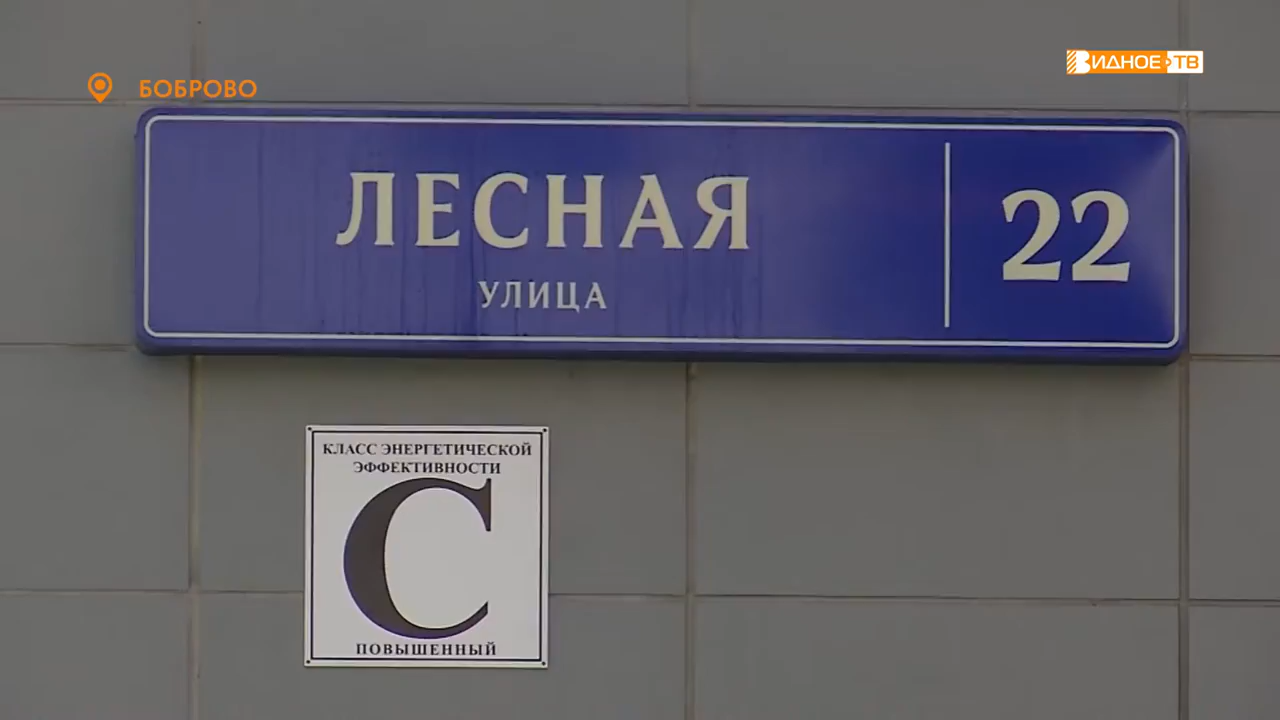 БОБРОВО
ВИДНОЕ ТВ
ЛЕСНАЯ
УЛИЦА
22
КЛАСС ЭНЕРГЕТИЧЕСКОЙ
ЭФФЕКТИВНОСТИ
С
ПОВЫШЕННЫЙ